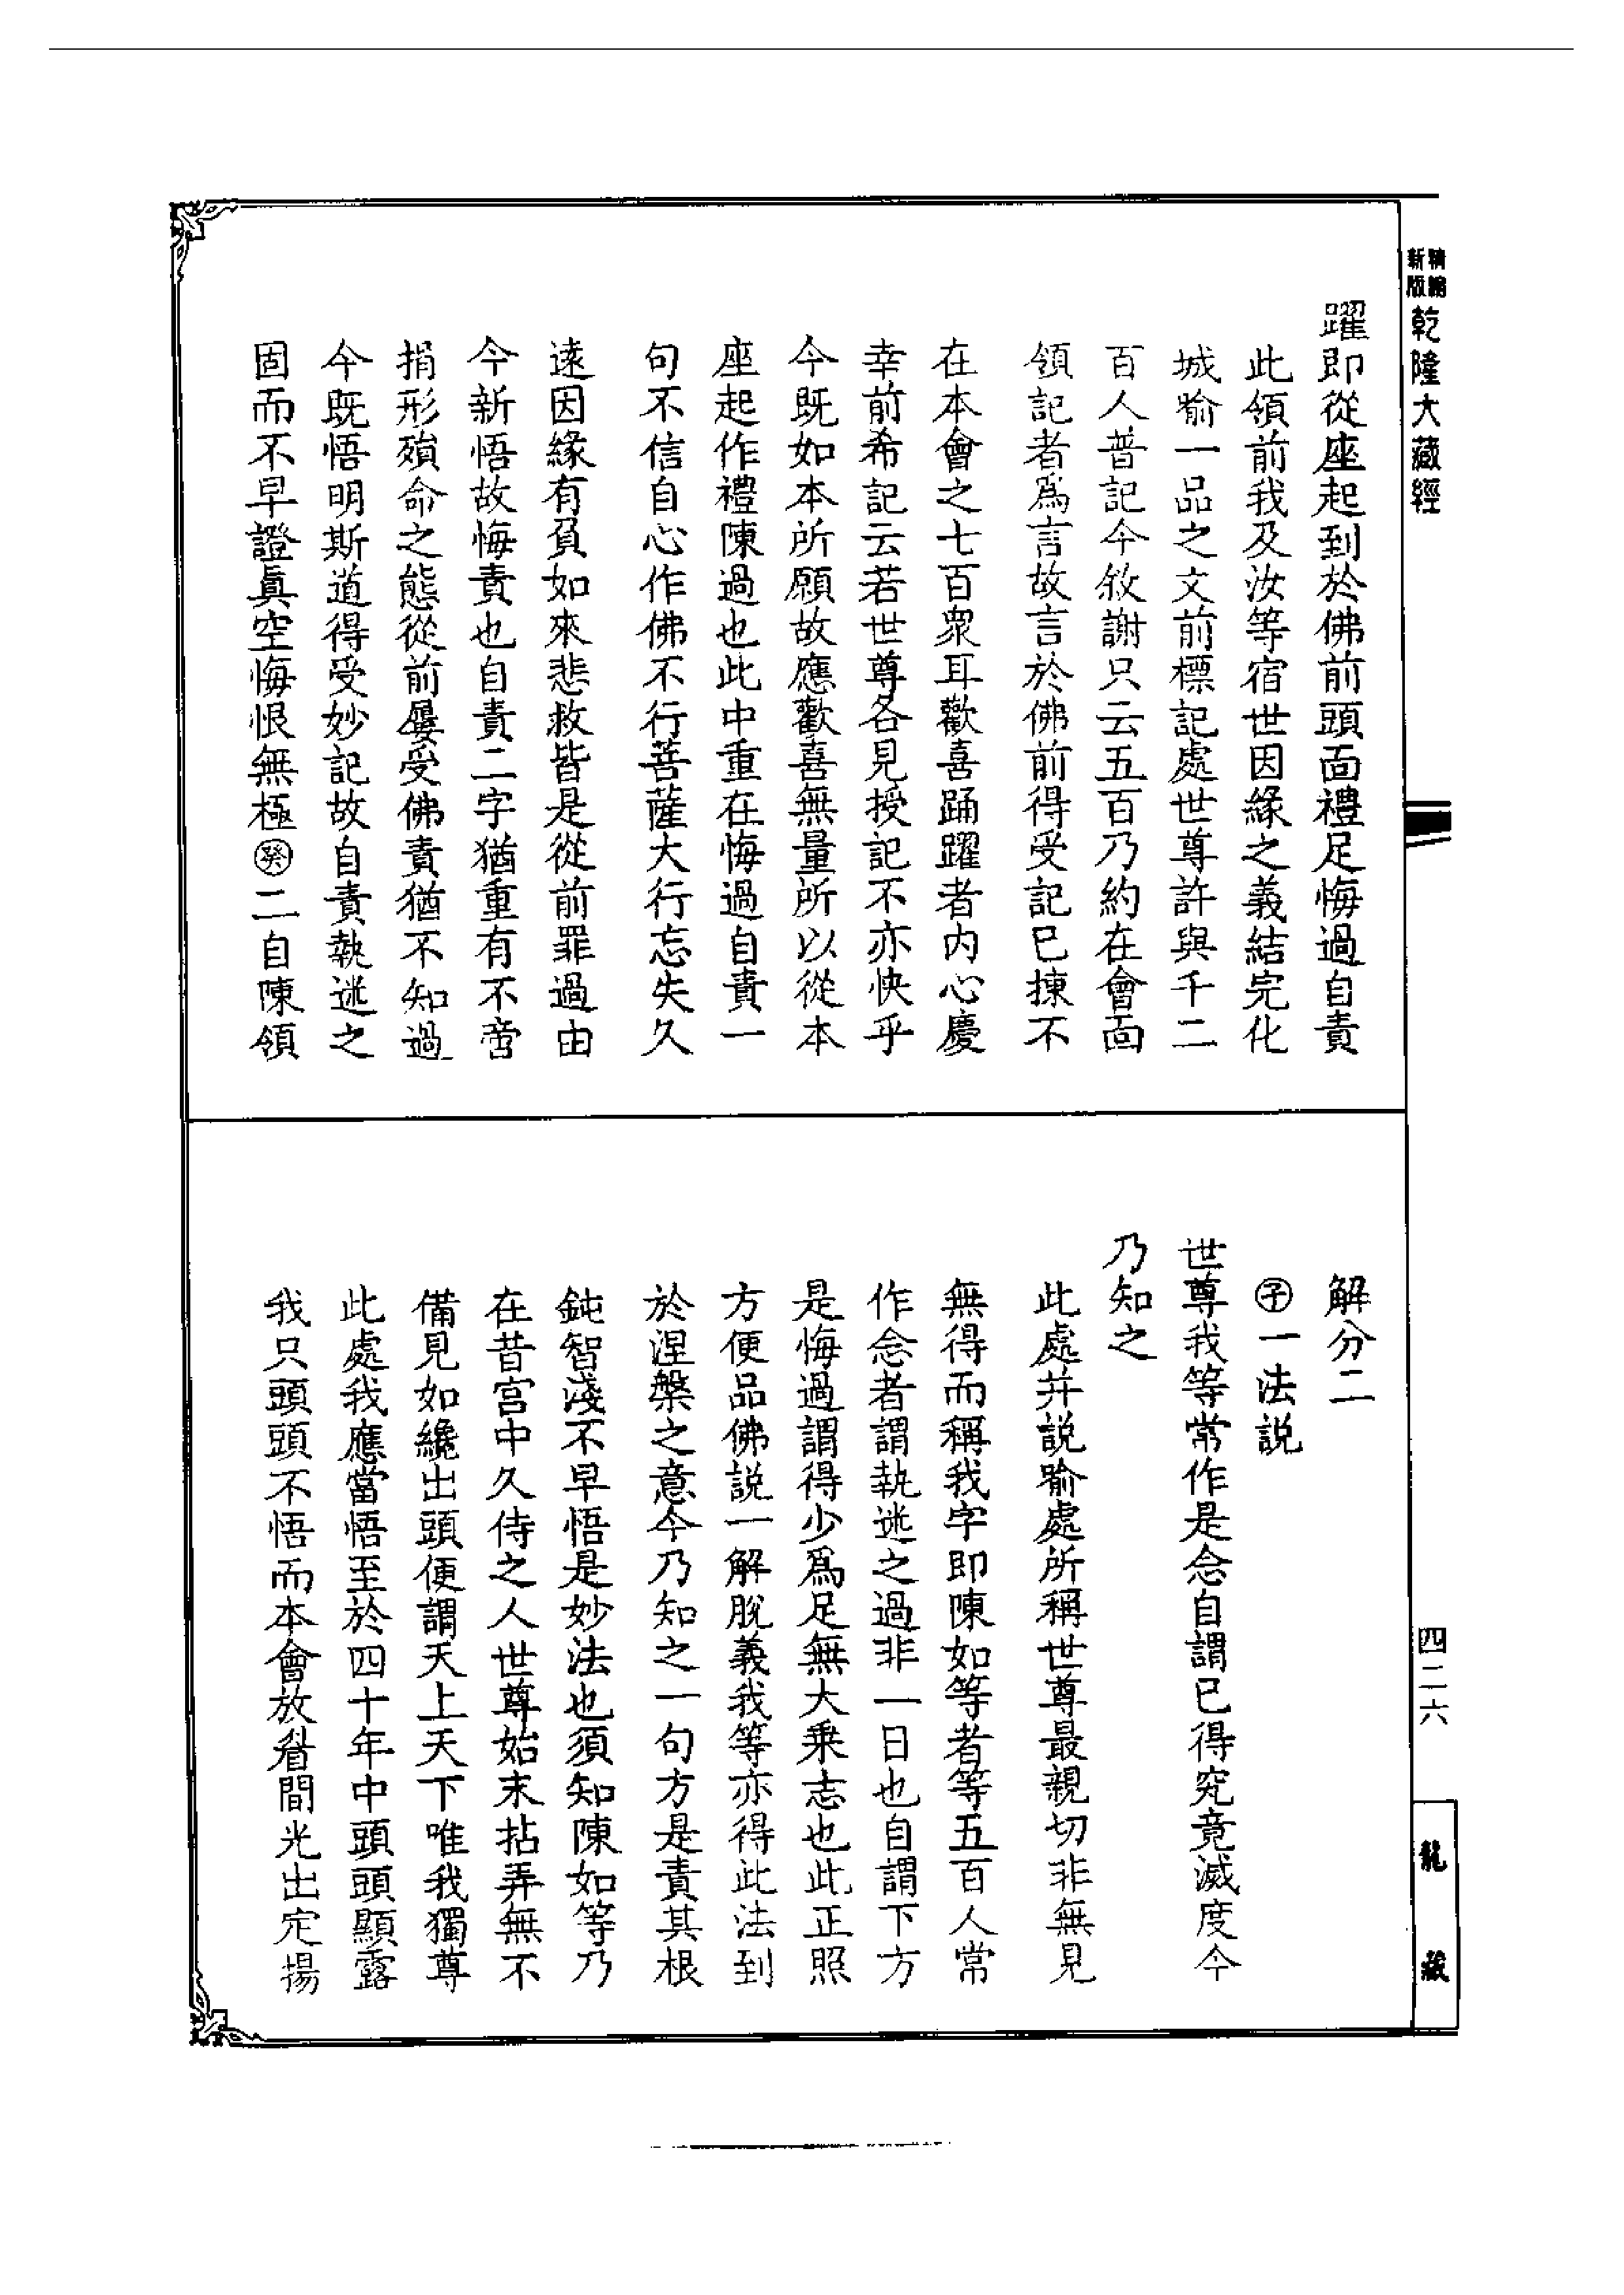 精編
新版
乾隆大藏經
四二六
龍藏
躍即從座起到於佛前頭面禮足悔過自責
此領前我及汝等宿世因緣之義結完化
城喻一品之文前標記處世尊許與千二
百人普記今敘謝只云五百乃約在會面
領記者爲言故言於佛前得受記已揀不
在本會之七百眾耳歡喜踊躍者内心慶
幸前希記云若世尊各見授記不亦快乎
今既如本所願故應歡喜無量所以從本
座起作禮陳過也此中重在悔過自責一
句不信自心作佛不行菩薩大行忘失久
遠因緣有負如來悲救皆是從前罪過由
今新悟故悔責也自責二字猶重有不啻
捐形殞命之態從前屢受佛責猶不知過
今既悟明斯道得受妙記故自責執迷之
固而不早證眞空悔恨無極㊅癸二自陳領
解分二
子一法説
世尊我等常作是念自謂已得究竟滅度今
乃知之
此處并説喻處所稱世尊最親切非無見
無得而稱我字即陳如等者等五百人常
作念者謂執迷之過非一日也自謂下方
是悔過謂得少爲足無大乘志也此正照
方便品佛説一解脫義我等亦得此法到
於涅槃之意今乃知之一句方是責其根
鈍智淺不早悟是妙法也須知陳如等乃
在昔宮中久侍之人世尊始末拈弄無不
備見如纔出頭便謂天上天下唯我獨尊
此處我應當悟至於四十年中頭頭顯露
我只頭頭不悟而本會放眉間光出定揚